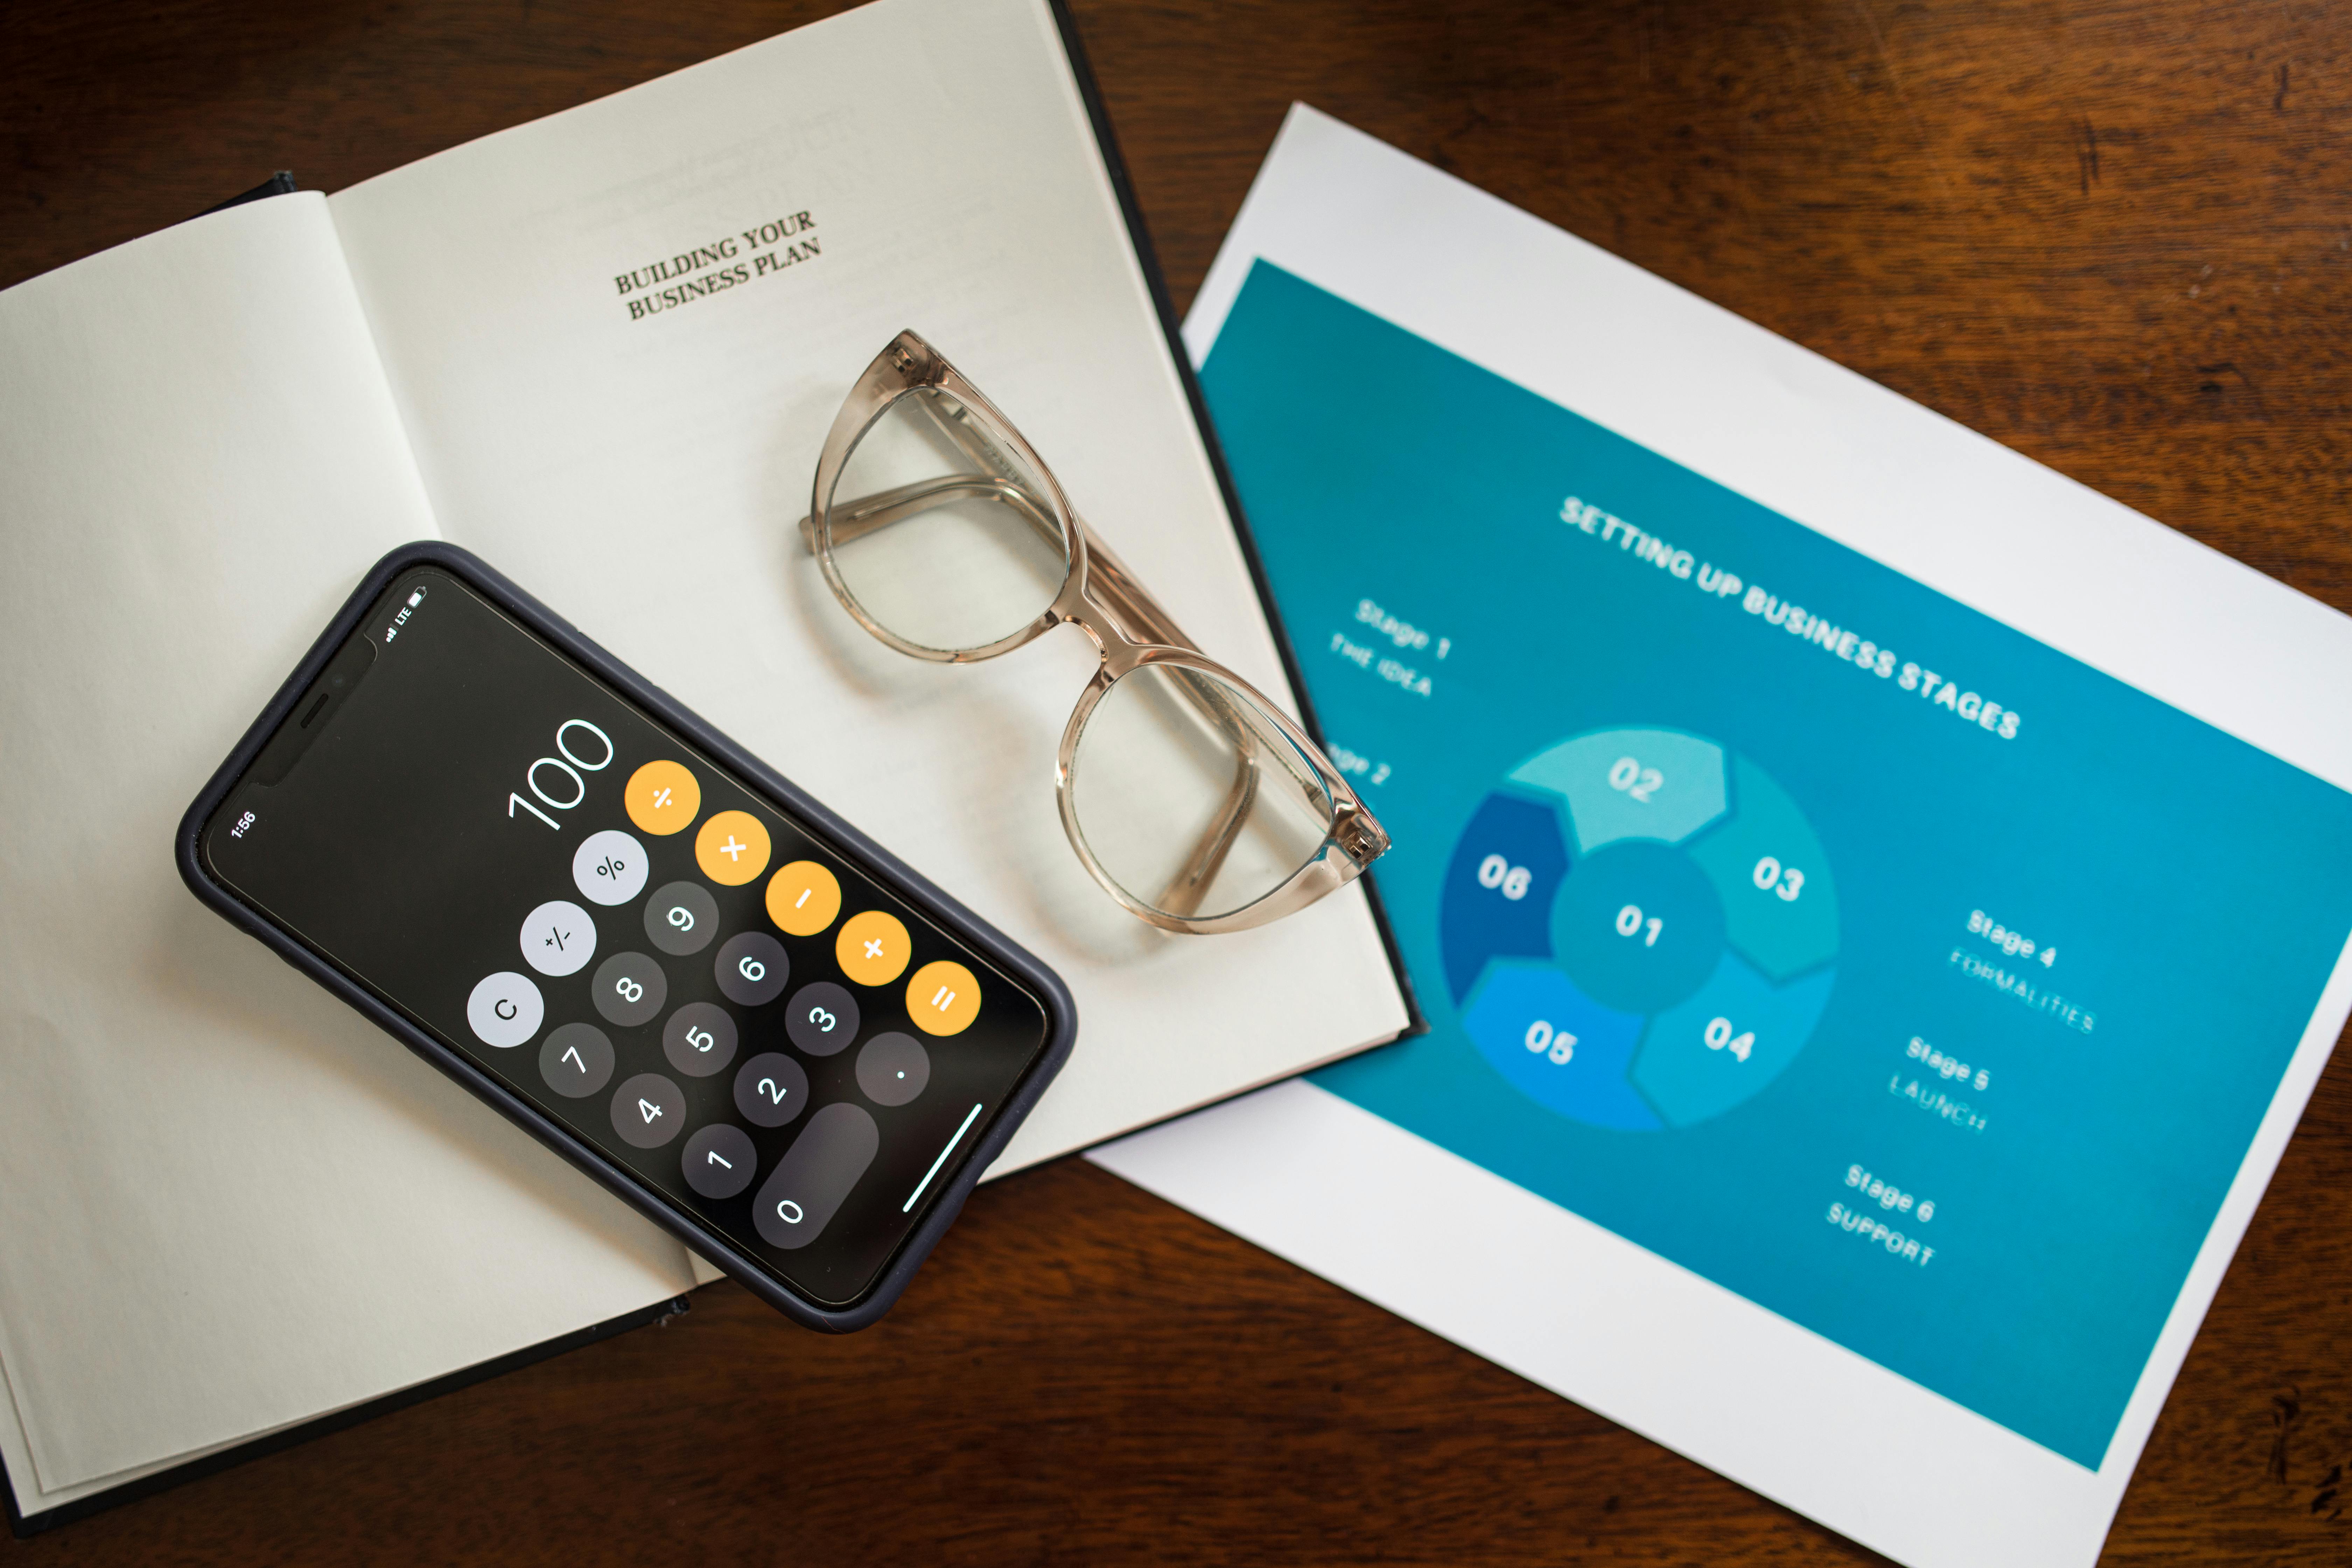 BUILDING YOUR
BUSINESS PLAN
1:56
LTE
100
C
+/-
%
÷
7
8
9
×
4
5
6
−
1
2
3
+
0
.
=
SETTING UP BUSINESS STAGES
Stage 1
THE IDEA
2
02
03
06
01
05
04
Stage 4
FORMALITIES
Stage 5
LAUNCH
Stage 6
SUPPORT